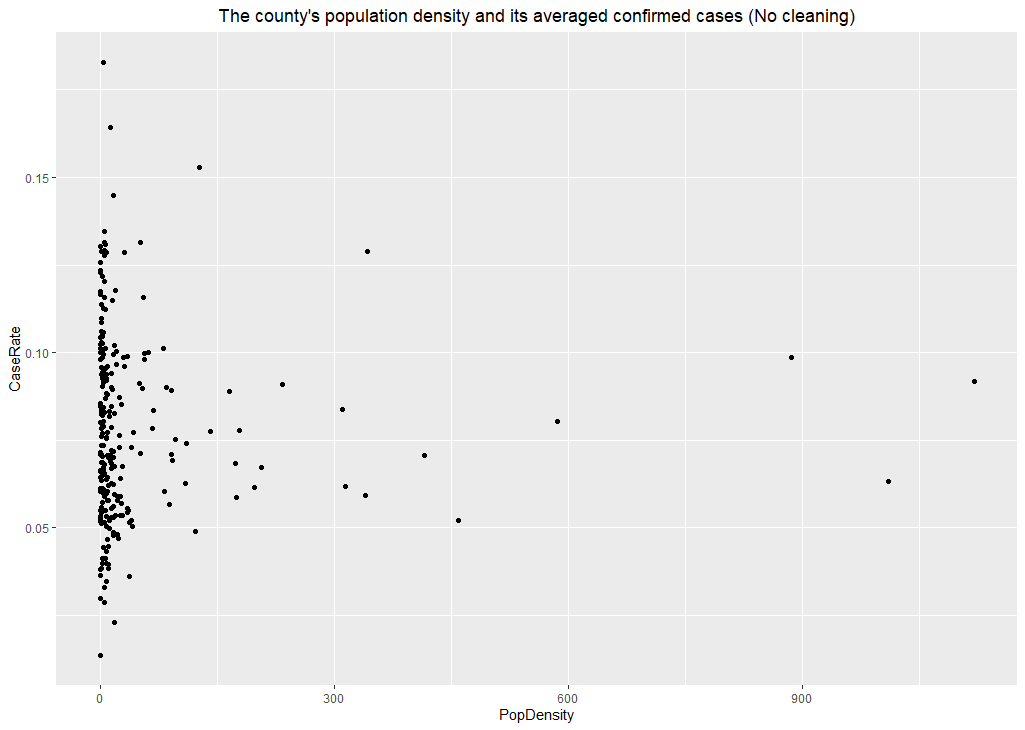 The county's population density and its averaged confirmed cases (No cleaning)
CaseRate
0.15
0.10
0.05
0
300
600
900
PopDensity